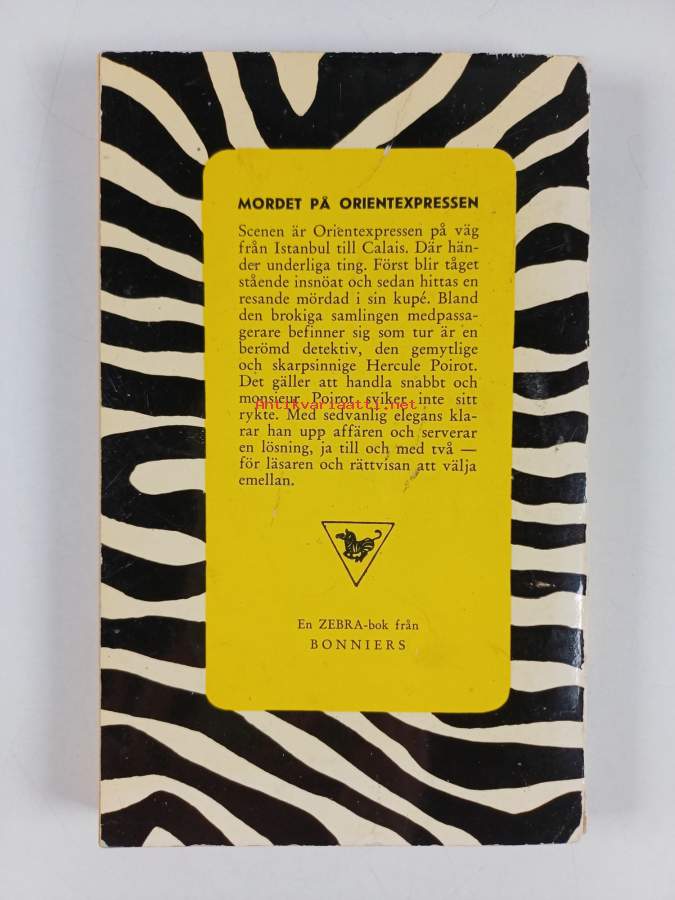 MORDET PÅ ORIENTEXPRESSEN
Scenen är Orientexpressen på väg
från Istanbul till Calais. Där hän-
der underliga ting. Först blir tåget
stående insnöat och sedan hittas en
resande mördad i sin kupé. Bland
den brokiga samlingen medpassa-
gerare befinner sig som tur är en
berömd detektiv, den gemytlige
och skarpsinnige Hercule Poirot.
Det gäller att handla snabbt och
monsieur Poirot sviker inte sitt
Antikvariaatti.net
rykte. Med sedvanlig elegans kla-
rar han upp affären och serverar
en lösning, ja till och med två —
för läsaren och rättvisan att välja
emellan.
En ZEBRA-bok från
BONNIERS